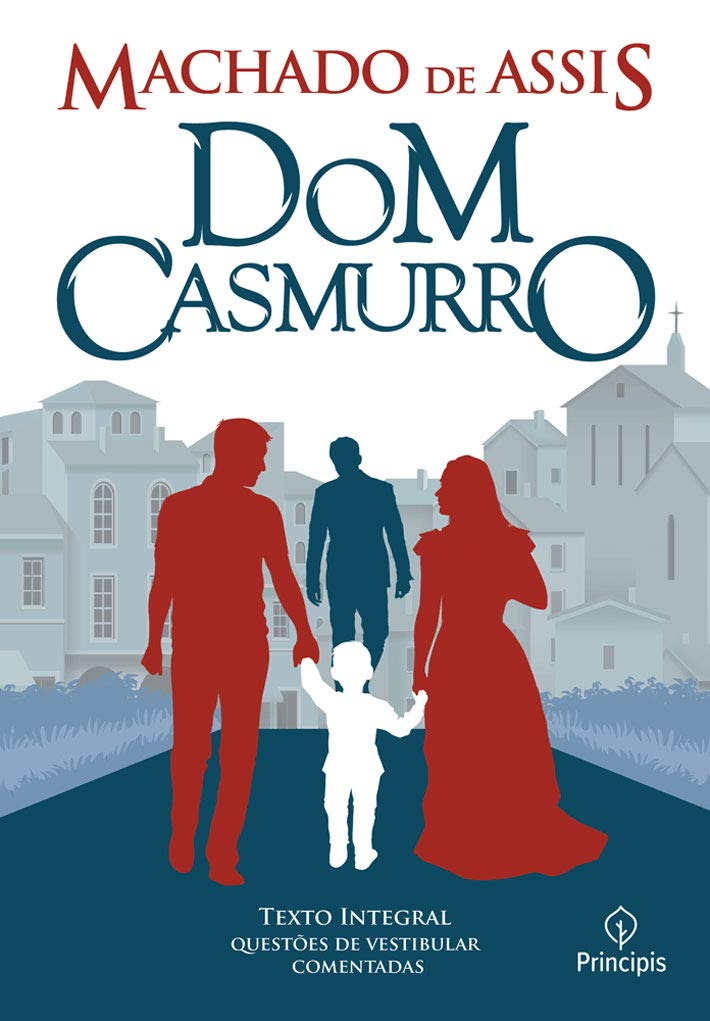 MACHADO DE ASSIS
DOM
CASMURRO
TEXTO INTEGRAL
QUESTÕES DE VESTIBULAR
COMENTADAS
Principis